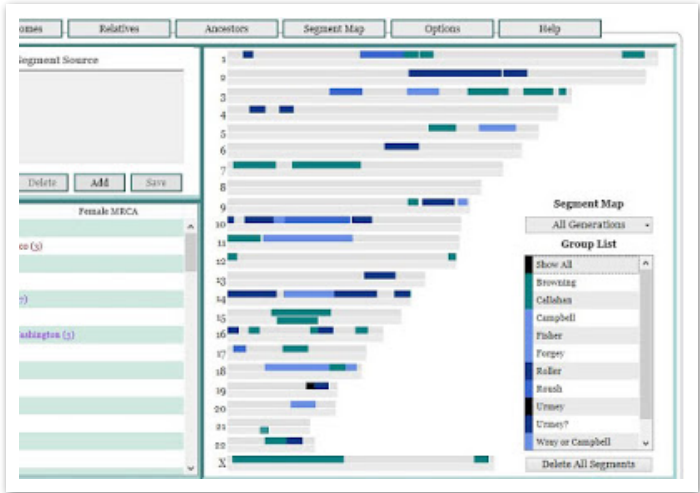 omes Relatives Ancestors Segment Map Options Help
Segment Source
Delete Add Save
Female MRCA
co (3)
7)
ashington (3)
1
2
3
4
5
6
7
8
9
10
11
12
13
14
15
16
17
18
19
20
21
22
X
Segment Map
All Generations
Group List
Show All
Browning
Callahan
Campbell
Fisher
Forgey
Roller
Roush
Urmey
Urmey?
Wray or Campbell
Delete All Segments